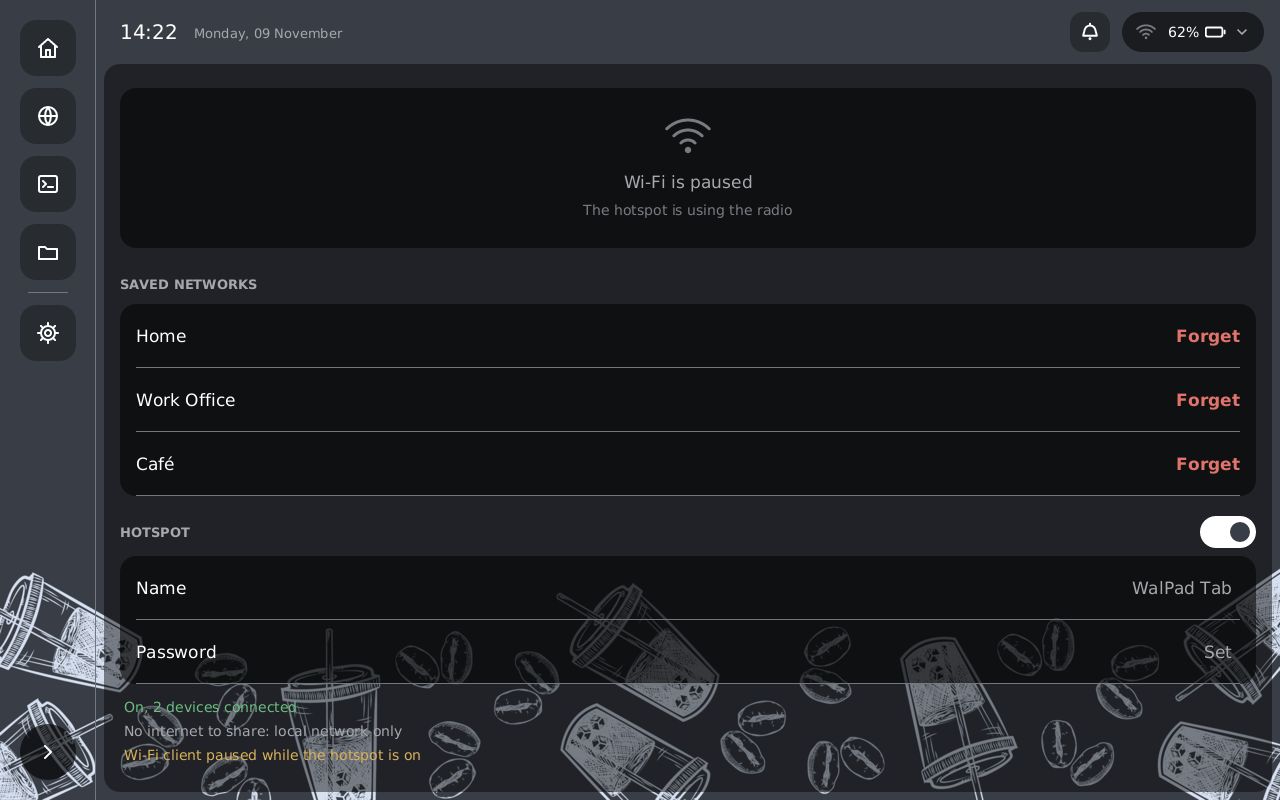 14:22 Monday, 09 November 62%
Wi-Fi is paused
The hotspot is using the radio
SAVED NETWORKS
Home Forget
Work Office Forget
Café Forget
HOTSPOT
Name WalPad Tab
Password Set
On, 2 devices connected
No internet to share: local network only
Wi-Fi client paused while the hotspot is on